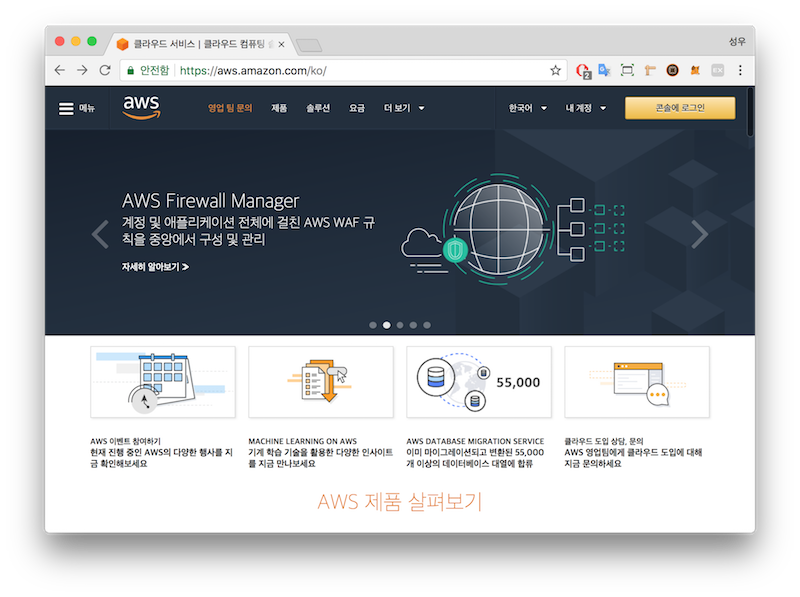 클라우드 서비스 | 클라우드 컴퓨팅
성우
안전함 https://aws.amazon.com/ko/
2
메뉴
aws
영업 팀 문의 제품 솔루션 요금 더 보기
한국어 내 계정 콘솔에 로그인
AWS Firewall Manager
계정 및 애플리케이션 전체에 걸친 AWS WAF 규
칙을 중앙에서 구성 및 관리
자세히 알아보기 ≫
55,000
AWS 이벤트 참여하기
현재 진행 중인 AWS의 다양한 행사를 지
금 확인해보세요
MACHINE LEARNING ON AWS
기계 학습 기술을 활용한 다양한 인사이트
를 지금 만나보세요
AWS DATABASE MIGRATION SERVICE
이미 마이그레이션되고 변환된 55,000
개 이상의 데이터베이스 대열에 합류
클라우드 도입 상담, 문의
AWS 영업팀에게 클라우드 도입에 대해
지금 문의하세요
AWS 제품 살펴보기